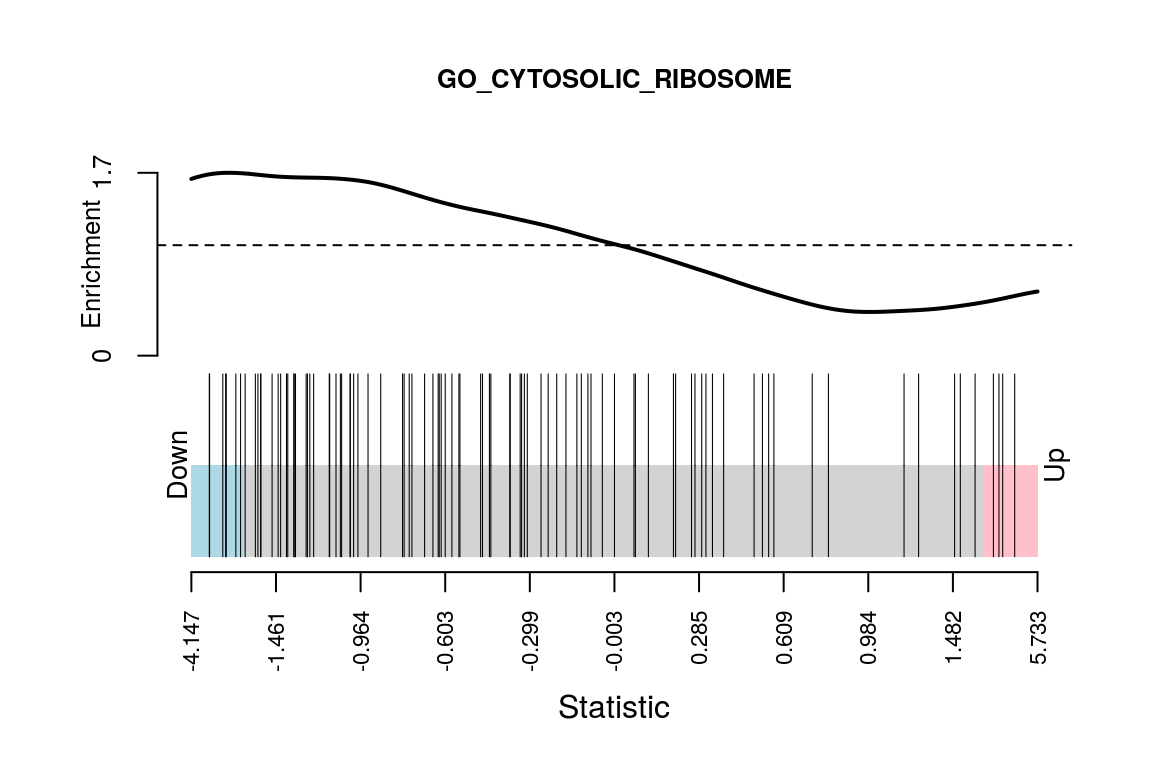 GO_CYTOSOLIC_RIBOSOME
Enrichment
1.7
0
Down
Up
-4.147
-1.461
-0.964
-0.603
-0.299
-0.003
0.285
0.609
0.984
1.482
5.733
Statistic